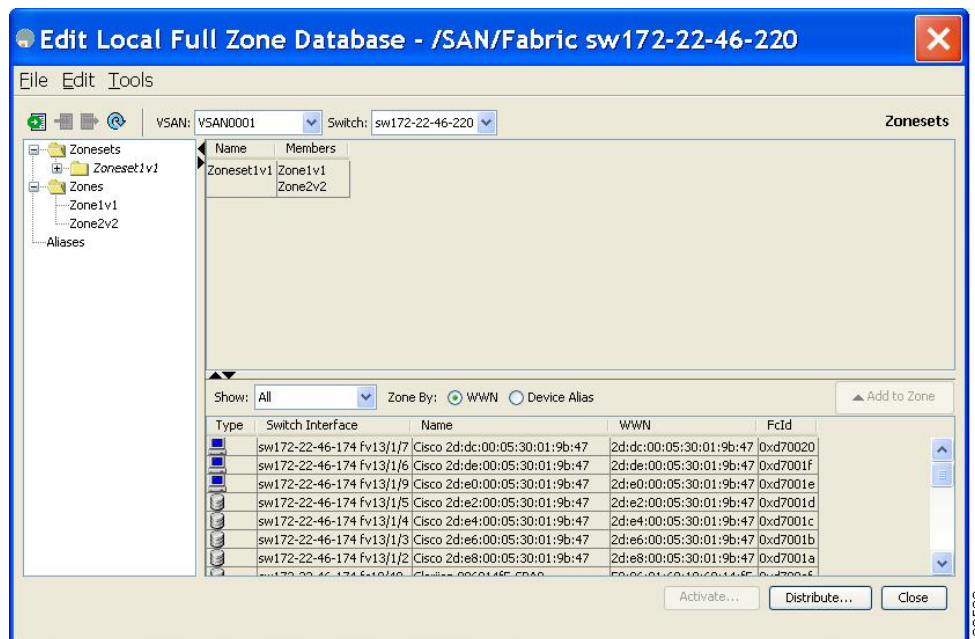 Edit Local Full Zone Database - /SAN/Fabric sw172-22-46-220
File Edit Tools
VSAN: VSAN0001 Switch: sw172-22-46-220 Zonesets
Zonesets
Zoneset1v1
Zones
Zone1v1
Zone2v2
Aliases
Name Members
Zoneset1v1 Zone1v1
Zone2v2
Show: All Zone By: WWN Device Alias Add to Zone
Type Switch Interface Name WWN FcId
sw172-22-46-174 fv13/1/7 Cisco 2d:dc:00:05:30:01:9b:47 2d:dc:00:05:30:01:9b:47 0xd70020
sw172-22-46-174 fv13/1/6 Cisco 2d:de:00:05:30:01:9b:47 2d:de:00:05:30:01:9b:47 0xd7001f
sw172-22-46-174 fv13/1/9 Cisco 2d:e0:00:05:30:01:9b:47 2d:e0:00:05:30:01:9b:47 0xd7001e
sw172-22-46-174 fv13/1/5 Cisco 2d:e2:00:05:30:01:9b:47 2d:e2:00:05:30:01:9b:47 0xd7001d
sw172-22-46-174 fv13/1/4 Cisco 2d:e4:00:05:30:01:9b:47 2d:e4:00:05:30:01:9b:47 0xd7001c
sw172-22-46-174 fv13/1/3 Cisco 2d:e6:00:05:30:01:9b:47 2d:e6:00:05:30:01:9b:47 0xd7001b
sw172-22-46-174 fv13/1/2 Cisco 2d:e8:00:05:30:01:9b:47 2d:e8:00:05:30:01:9b:47 0xd7001a
Activate... Distribute... Close